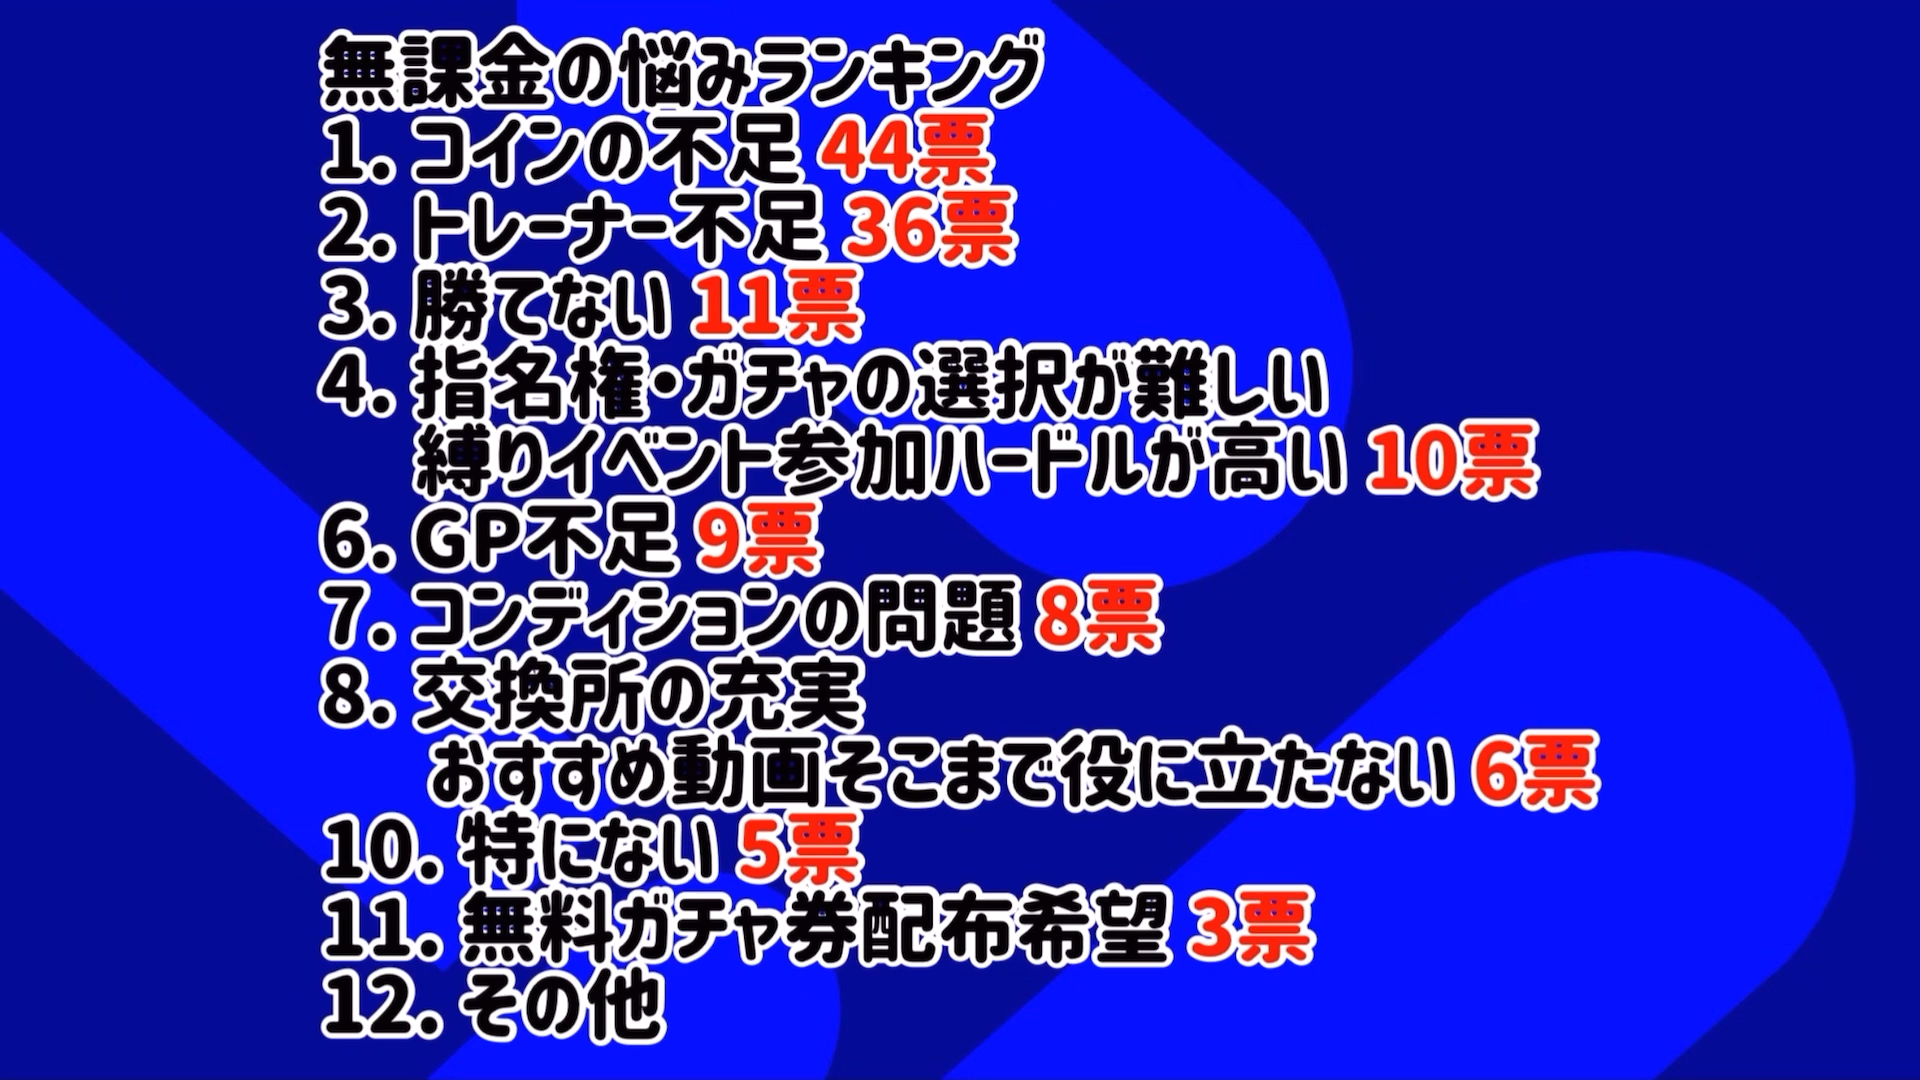 無課金の悩みランキング
1. コインの不足 44票
2. トレーナー不足 36票
3. 勝てない 11票
4. 指名権・ガチャの選択が難しい
縛りイベント参加ハードルが高い 10票
6. GP不足 9票
7. コンディションの問題 8票
8. 交換所の充実
おすすめ動画そこまで役に立たない 6票
10. 特にない 5票
11. 無料ガチャ券配布希望 3票
12. その他